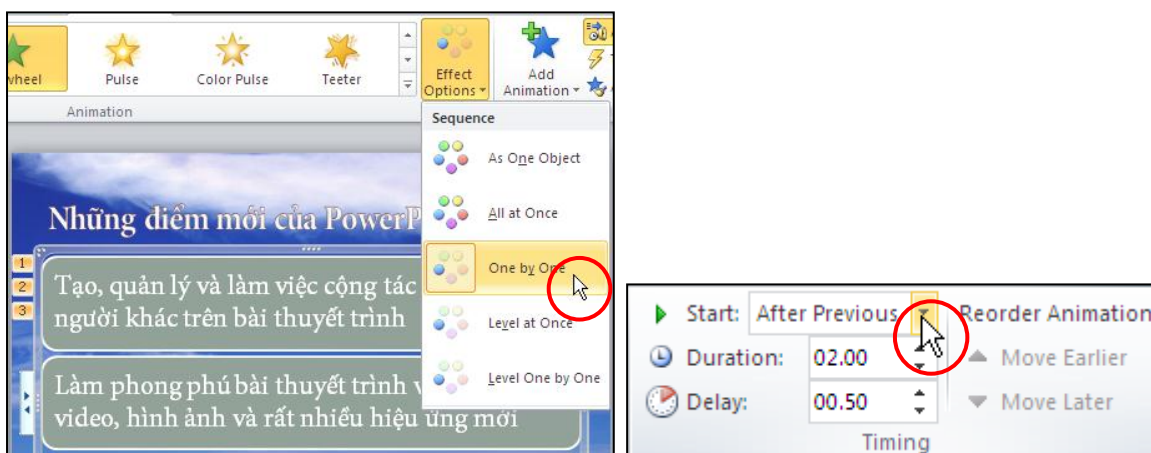 wheel
Pulse
Color Pulse
Teeter
Effect
Options
Add
Animation
Animation
Sequence
As One Object
All at Once
One by One
Level at Once
Level One by One
Những điểm mới của PowerP
1
2
3
Tạo, quản lý và làm việc cộng tác
người khác trên bài thuyết trình
Làm phong phú bài thuyết trình v
video, hình ảnh và rất nhiều hiệu ứng mới
Start: After Previous
Reorder Animation
Duration: 02.00
Move Earlier
Delay: 00.50
Move Later
Timing